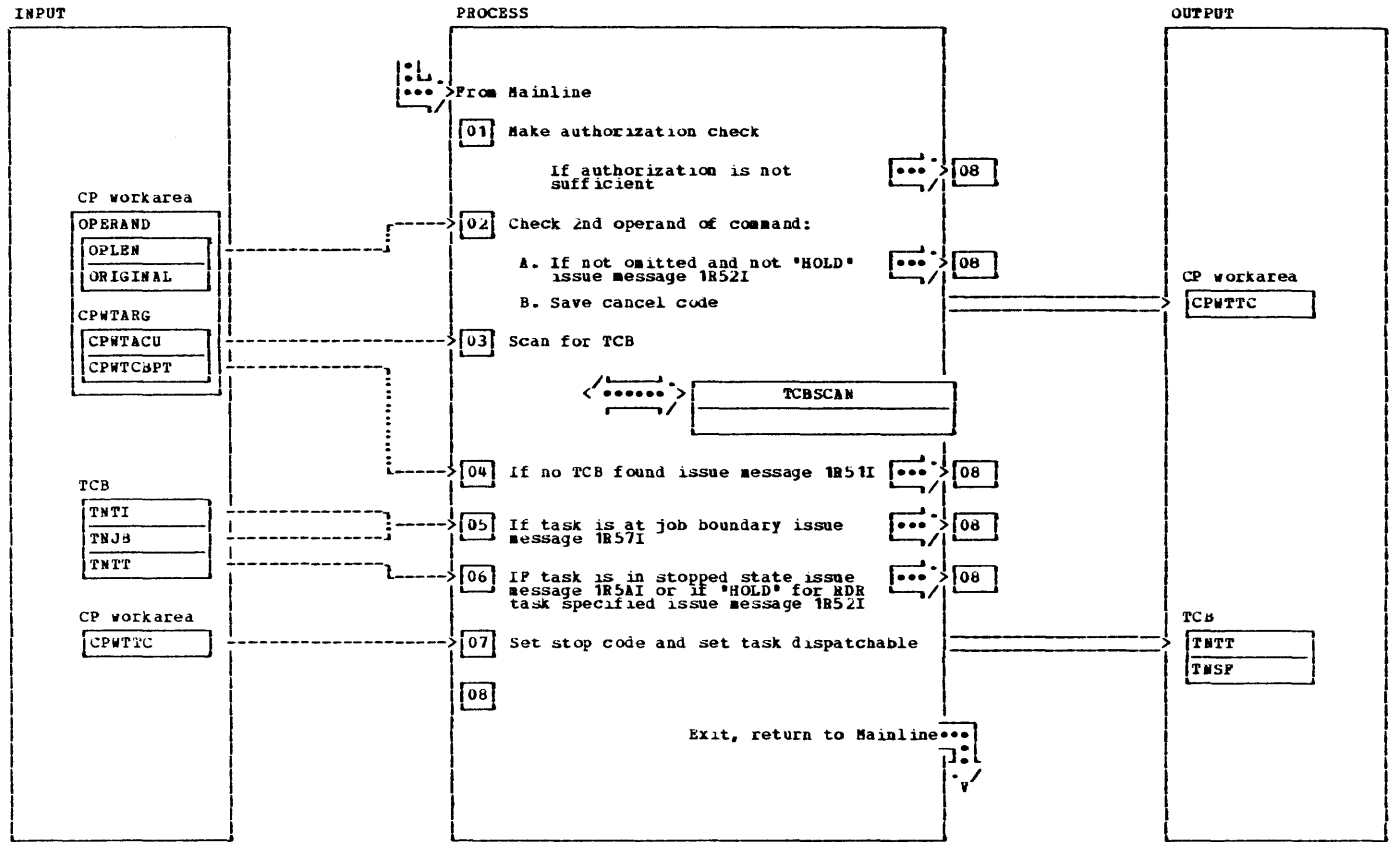 INPUT
PROCESS
OUTPUT
From Mainline
01 Make authorization check
If authorization is not
sufficient
08
CP workarea
OPERAND
OPLEN
ORIGINAL
CPWTARG
CPWTACU
CPWTCBPT
02 Check 2nd operand of command:
A. If not omitted and not "HOLD"
issue message 1R52I
08
B. Save cancel code
CP workarea
CPWTTC
03 Scan for TCB
TCBSCAN
04 If no TCB found issue message 1R51I
08
TCB
TNTI
TNJB
TNTT
05 If task is at job boundary issue
message 1R57I
08
06 IF task is in stopped state issue
message 1R5AI or if "HOLD" for RDR
task specified issue message 1R52I
08
CP workarea
CPWTTC
07 Set stop code and set task dispatchable
TCB
TNTT
TNSF
08
Exit, return to Mainline